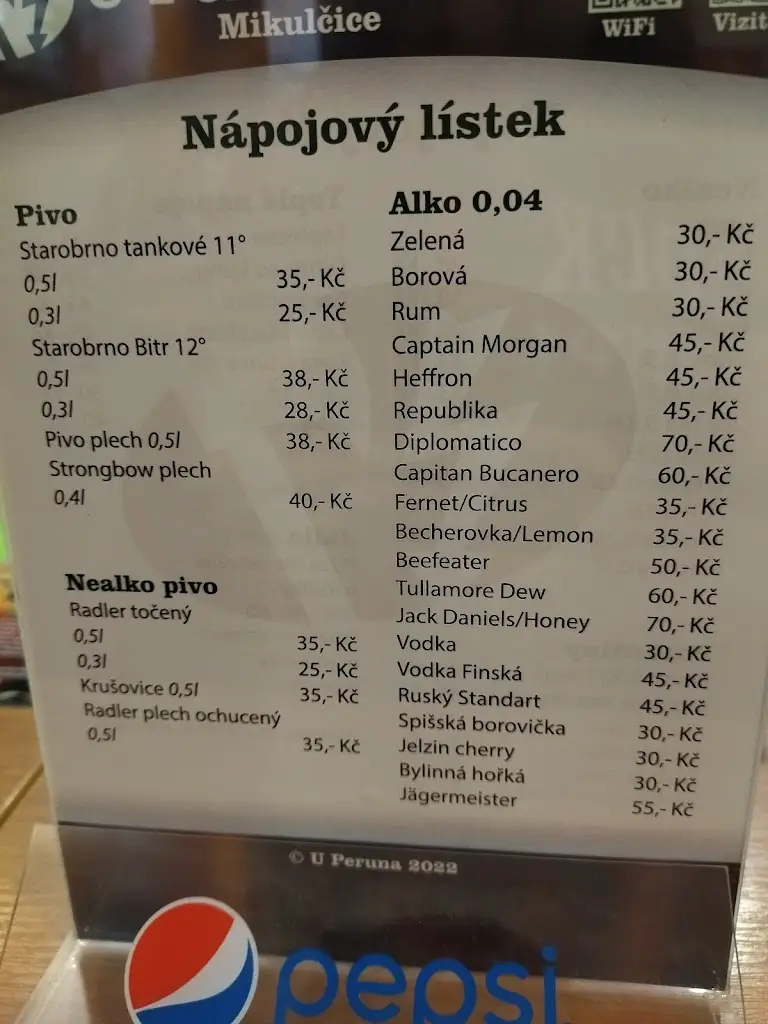 Mikulčice
WiFi
Vizit
Nápojový lístek
Pivo
Starobrno tankové 11°
0,5l 35,- Kč
0,3l 25,- Kč
Starobrno Bitr 12°
0,5l 38,- Kč
0,3l 28,- Kč
Pivo plech 0,5l 38,- Kč
Strongbow plech
0,4l 40,- Kč
Nealko pivo
Radler točený
0,5l 35,- Kč
0,3l 25,- Kč
Krušovice 0,5l 35,- Kč
Radler plech ochucený
0,5l 35,- Kč
Alko 0,04
Zelená 30,- Kč
Borová 30,- Kč
Rum 30,- Kč
Captain Morgan 45,- Kč
Heffron 45,- Kč
Republika 45,- Kč
Diplomatico 70,- Kč
Capitan Bucanero 60,- Kč
Fernet/Citrus 35,- Kč
Becherovka/Lemon 35,- Kč
Beefeater 50,- Kč
Tullamore Dew 60,- Kč
Jack Daniels/Honey 70,- Kč
Vodka 30,- Kč
Vodka Finská 45,- Kč
Ruský Standart 45,- Kč
Spišská borovička 30,- Kč
Jelzin cherry 30,- Kč
Bylinná hořká 30,- Kč
Jägermeister 55,- Kč
© U Peruna 2022
pepsi